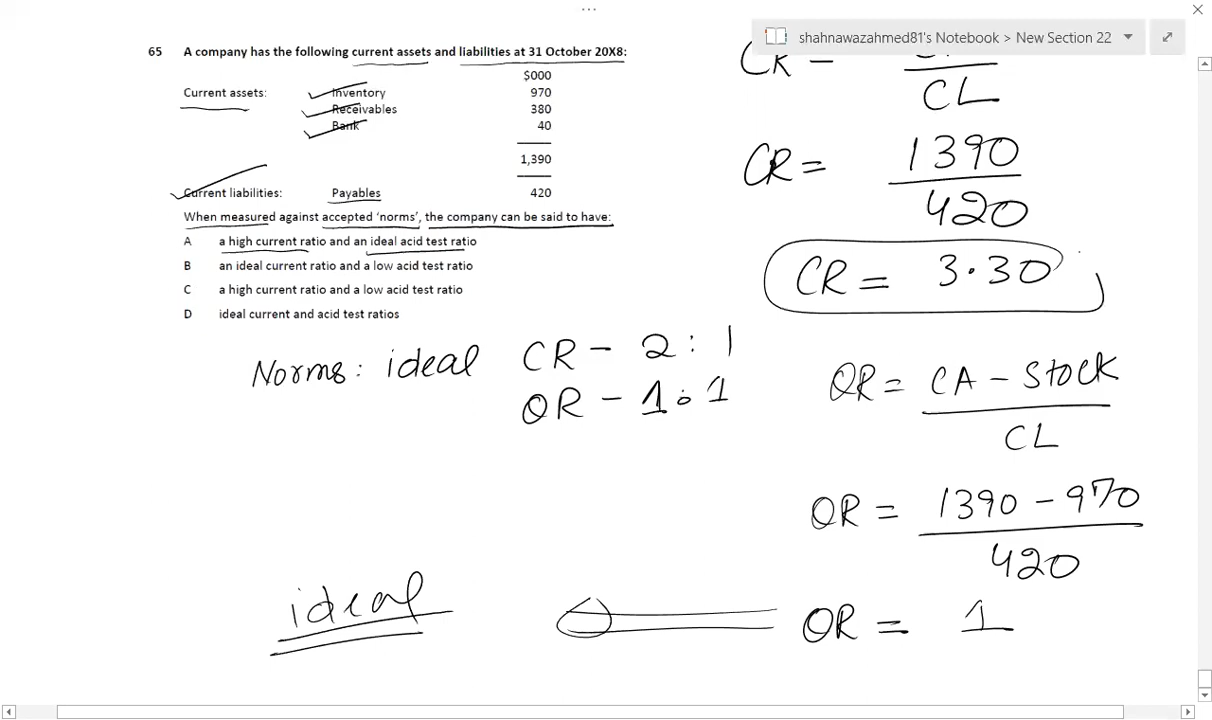 shahnawazahmed81's Notebook > New Section 22
65 A company has the following current assets and liabilities at 31 October 20X8:
$000
Current assets: Inventory 970
Receivables 380
Bank 40
1,390
Current liabilities: Payables 420
When measured against accepted 'norms', the company can be said to have:
A a high current ratio and an ideal acid test ratio
B an ideal current ratio and a low acid test ratio
C a high current ratio and a low acid test ratio
D ideal current and acid test ratios
Norms: ideal CR - 2 : 1
QR - 1 : 1
ideal
CR =
CL
CR = 1390
420
CR = 3.30
QR = CA - Stock
CL
QR = 1390 - 970
420
QR = 1